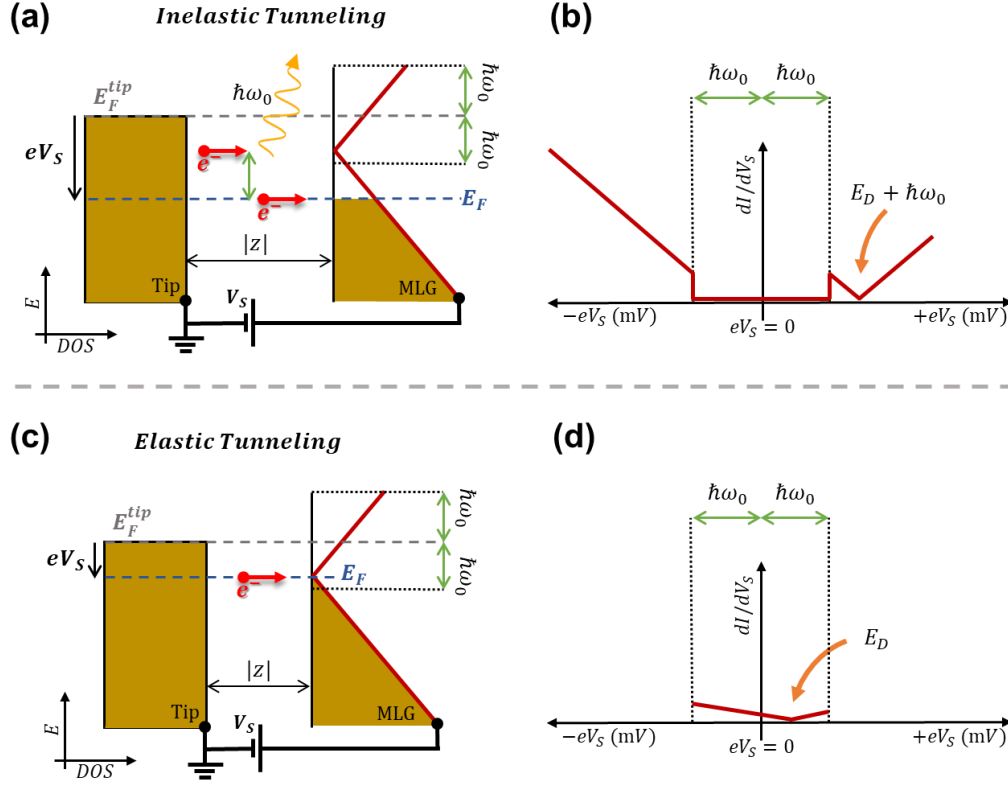 (a)
Inelastic Tunneling
E_F^tip
ħω₀
ħω₀
ħω₀
eV_S
e⁻
e⁻
E_F
|z|
Tip
MLG
V_S
E
DOS
(b)
ħω₀ ħω₀
dI/dV_S
E_D + ħω₀
−eV_S (mV)
eV_S = 0
+eV_S (mV)
(c)
Elastic Tunneling
E_F^tip
ħω₀
ħω₀
eV_S
e⁻
E_F
|z|
Tip
MLG
V_S
E
DOS
(d)
ħω₀ ħω₀
dI/dV_S
E_D
−eV_S (mV)
eV_S = 0
+eV_S (mV)